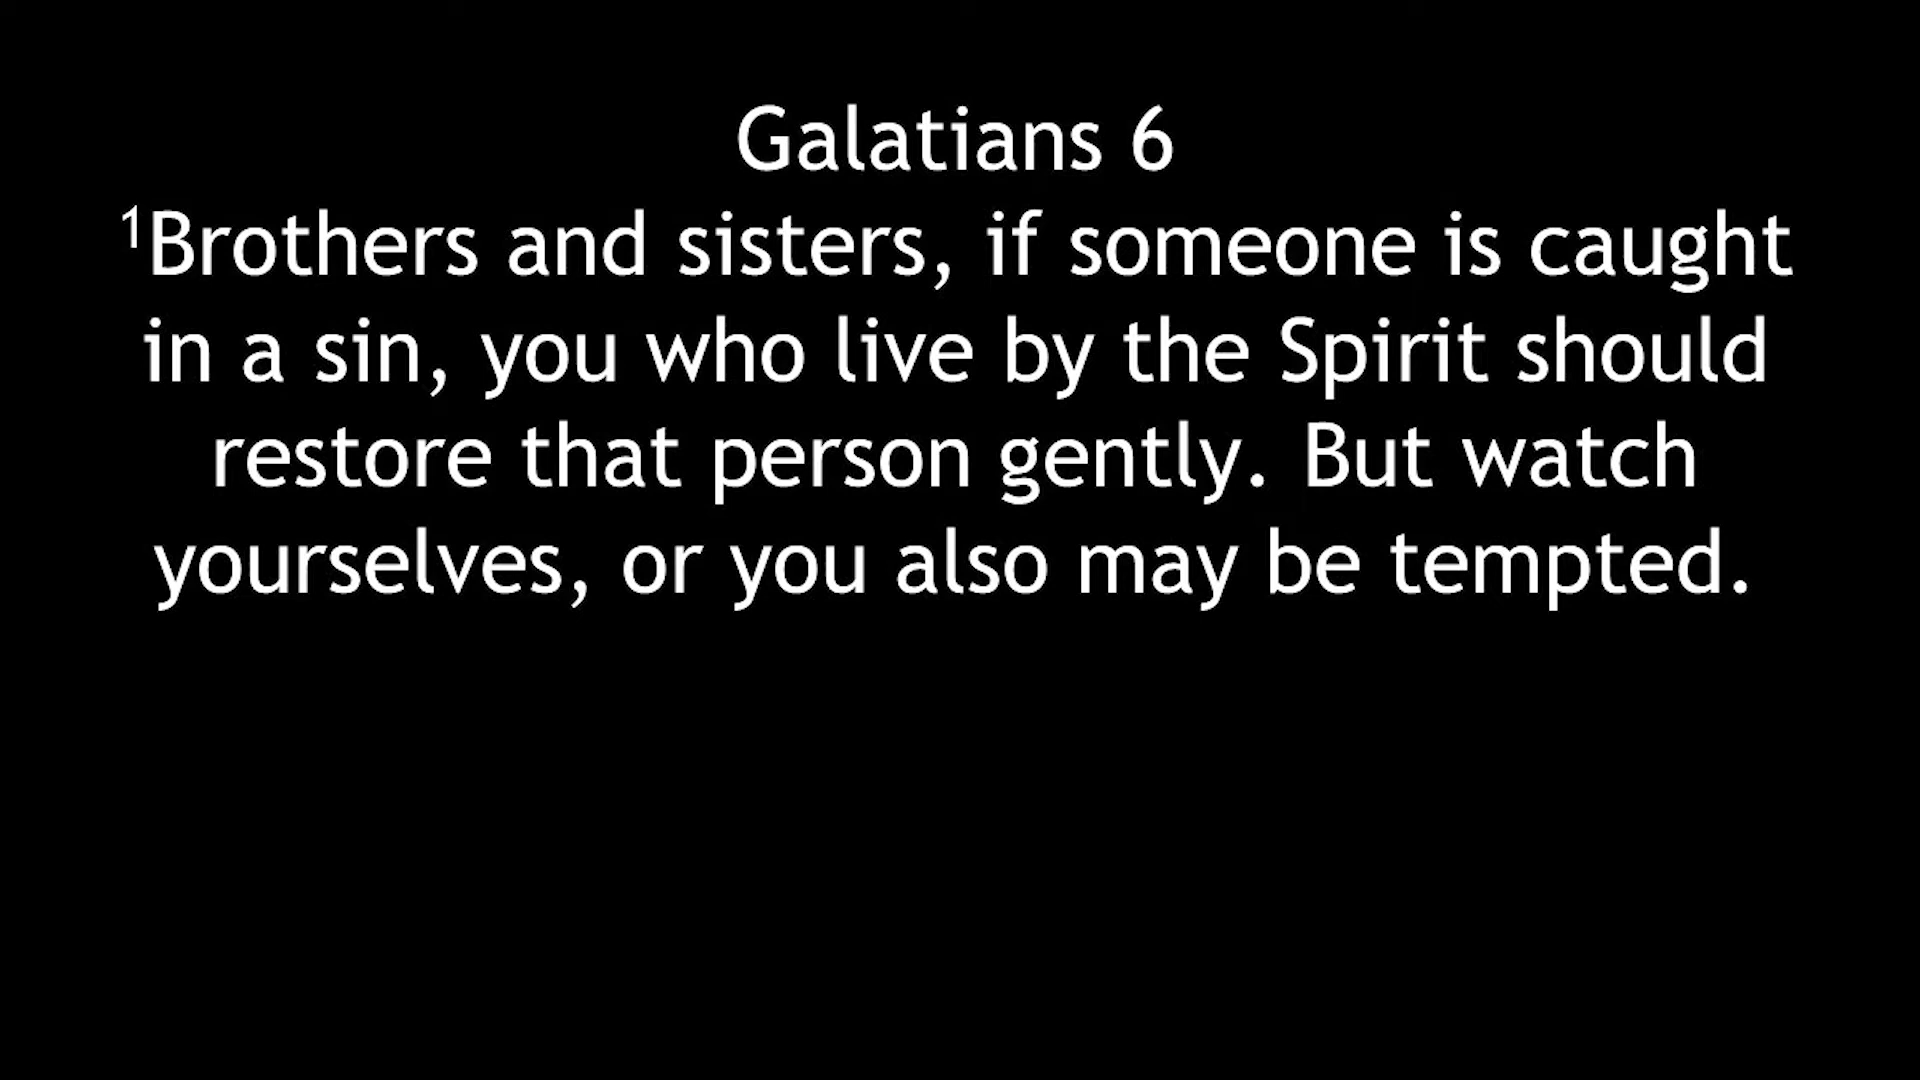 Galatians 6
¹Brothers and sisters, if someone is caught
in a sin, you who live by the Spirit should
restore that person gently. But watch
yourselves, or you also may be tempted.